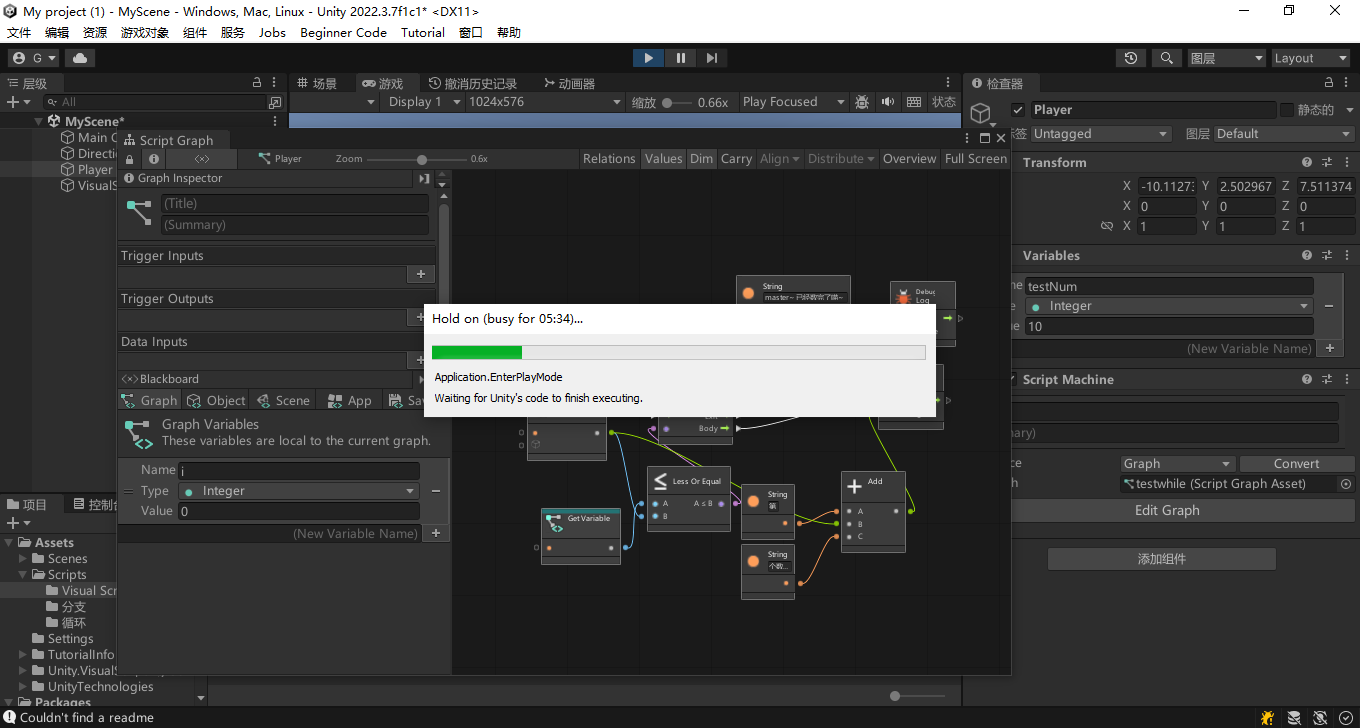 My project (1) - MyScene - Windows, Mac, Linux - Unity 2022.3.7f1c1* <DX11>
文件 编辑 资源 游戏对象 组件 服务 Jobs Beginner Code Tutorial 窗口 帮助
G 图层 Layout
层级 场景 游戏 撤消历史记录 动画器 检查器
All Display 1 1024x576 缩放 0.66x Play Focused 状态 Player 静态的
MyScene*
Main C
Directi
Player
VisualS
标签 Untagged 图层 Default
Script Graph
Player Zoom 0.6x Relations Values Dim Carry Align Distribute Overview Full Screen
Graph Inspector
(Title)
(Summary)
Trigger Inputs
Trigger Outputs
Data Inputs
Blackboard
Graph Object Scene App Sav
Graph Variables
These variables are local to the current graph.
Name i
Type Integer
Value 0
(New Variable Name)
String
Debug
Log
Hold on (busy for 05:34)...
Application.EnterPlayMode
Waiting for Unity's code to finish executing.
Body
Less Or Equal
A A ≤ B
B
Get Variable
String
第
String
个数...
Add
A
B
C
Transform
X -10.1127 Y 2.502967 Z 7.511374
X 0 Y 0 Z 0
X 1 Y 1 Z 1
Variables
me testNum
Integer
ue 10
(New Variable Name)
Script Machine
ary)
ce Graph Convert
h testwhile (Script Graph Asset)
Edit Graph
添加组件
项目 控制台
Assets
Scenes
Scripts
Visual Scr
分支
循环
Settings
TutorialInfo
Unity.VisualS
UnityTechnologies
Packages
Couldn't find a readme